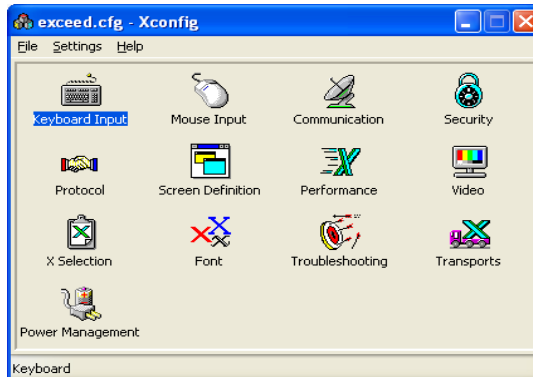 exceed.cfg - Xconfig
File Settings Help
Keyboard Input Mouse Input Communication Security
Protocol Screen Definition Performance Video
X Selection Font Troubleshooting Transports
Power Management
Keyboard